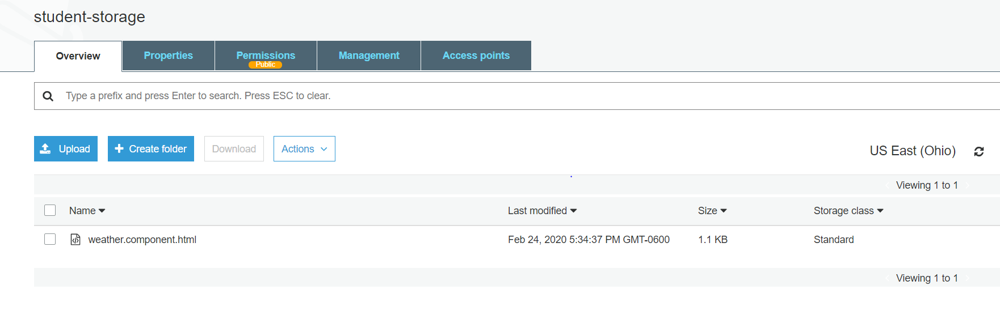 student-storage
Overview Properties Permissions Management Access points
Public
Type a prefix and press Enter to search. Press ESC to clear.
Upload Create folder Download Actions US East (Ohio)
Viewing 1 to 1
Name Last modified Size Storage class
weather.component.html Feb 24, 2020 5:34:37 PM GMT-0600 1.1 KB Standard
Viewing 1 to 1